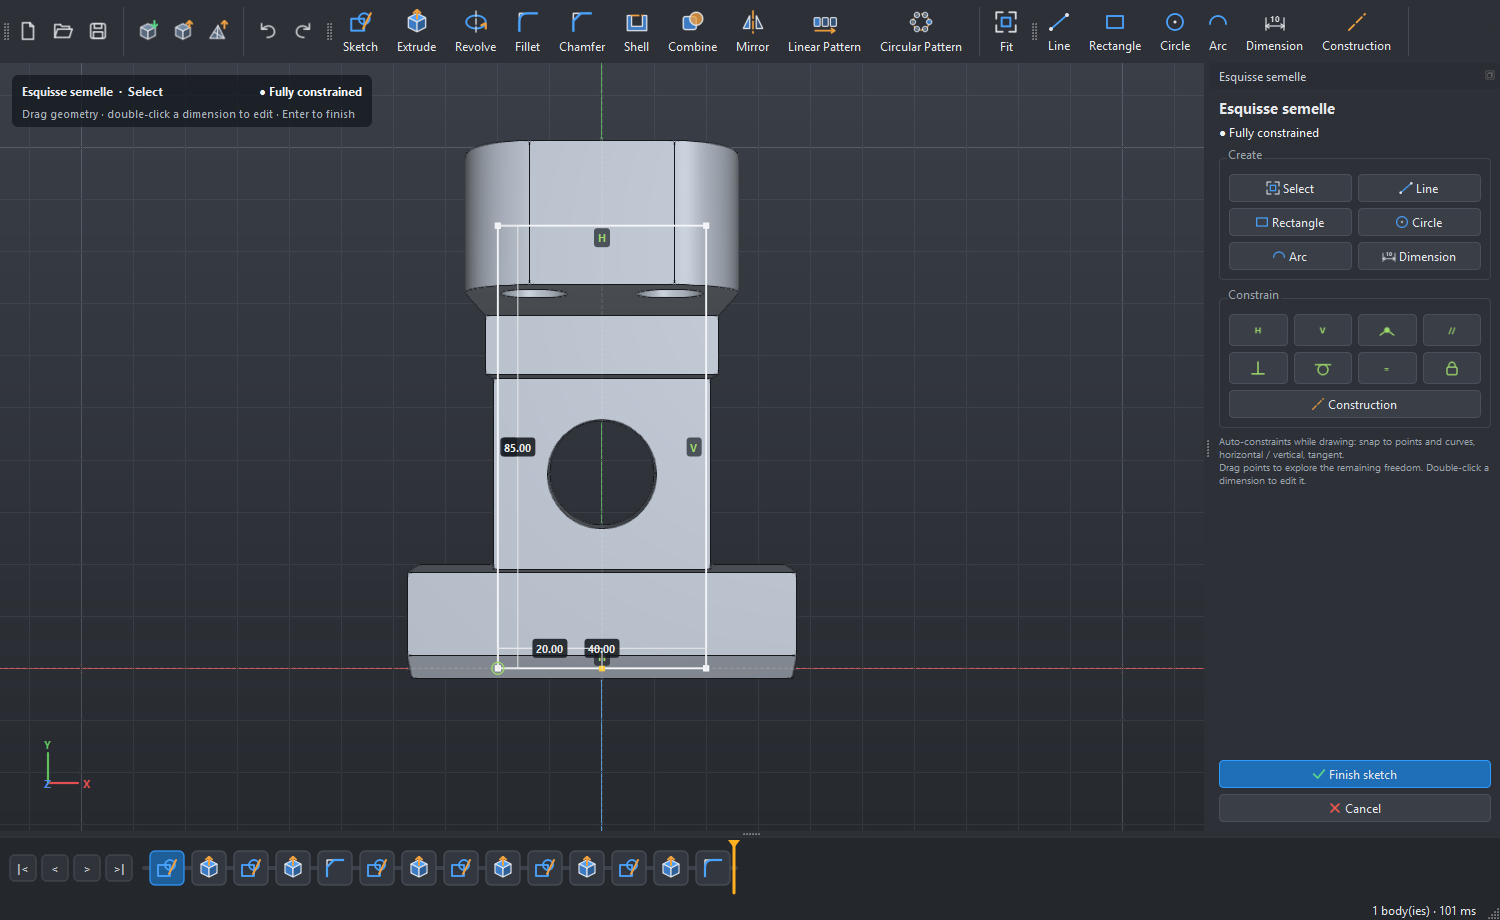 Sketch
Extrude
Revolve
Fillet
Chamfer
Shell
Combine
Mirror
Linear Pattern
Circular Pattern
Fit
Line
Rectangle
Circle
Arc
10
Dimension
Construction
Esquisse semelle · Select
● Fully constrained
Drag geometry · double-click a dimension to edit · Enter to finish
Esquisse semelle
Esquisse semelle
● Fully constrained
Create
Select
Line
Rectangle
Circle
Arc
10 Dimension
Constrain
H
V
//
=
Construction
Auto-constraints while drawing: snap to points and curves,
horizontal / vertical, tangent.
Drag points to explore the remaining freedom. Double-click a
dimension to edit it.
Finish sketch
Cancel
H
85.00
V
20.00
40.00
Y
Z
X
|<
<
>
>|
1 body(ies) · 101 ms